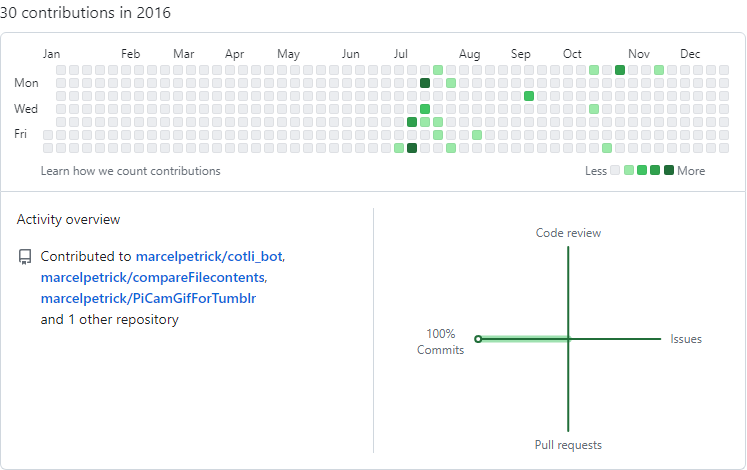 30 contributions in 2016
Jan Feb Mar Apr May Jun Jul Aug Sep Oct Nov Dec
Mon
Wed
Fri
Learn how we count contributions Less More
Activity overview
Contributed to marcelpetrick/cotli_bot,
marcelpetrick/compareFilecontents,
marcelpetrick/PiCamGifForTumblr
and 1 other repository
Code review
100%
Commits
Issues
Pull requests